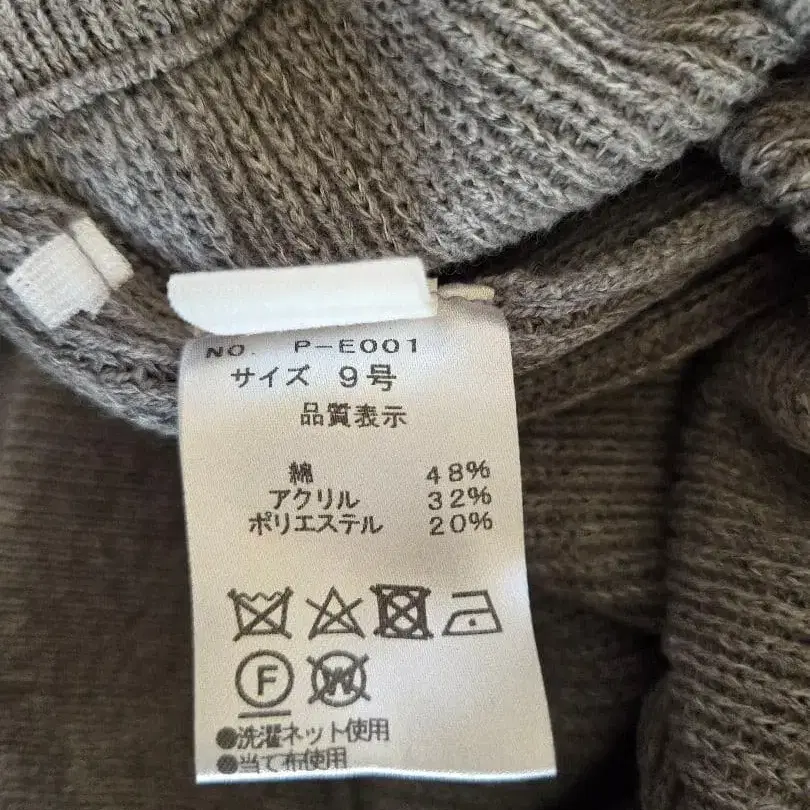 NO. P-E001
サイズ 9号
品質表示
綿 48%
アクリル 32%
ポリエステル 20%
F W
●洗濯ネット使用
●当て布使用